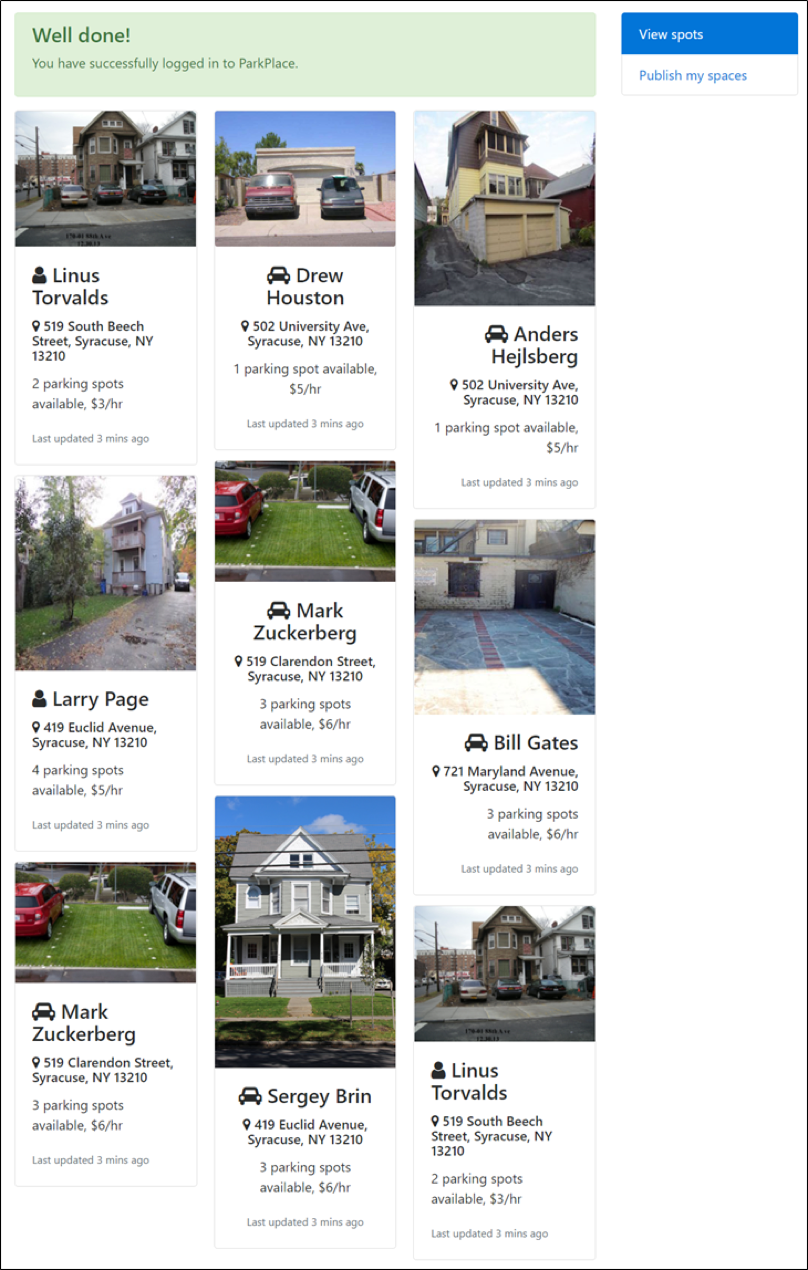 Well done!
You have successfully logged in to ParkPlace.
View spots
Publish my spaces
Linus
Torvalds
519 South Beech
Street, Syracuse, NY
13210
2 parking spots
available, $3/hr
Last updated 3 mins ago
Larry Page
419 Euclid Avenue,
Syracuse, NY 13210
4 parking spots
available, $5/hr
Last updated 3 mins ago
Mark
Zuckerberg
519 Clarendon Street,
Syracuse, NY 13210
3 parking spots
available, $6/hr
Last updated 3 mins ago
Drew
Houston
502 University Ave,
Syracuse, NY 13210
1 parking spot available,
$5/hr
Last updated 3 mins ago
Mark
Zuckerberg
519 Clarendon Street,
Syracuse, NY 13210
3 parking spots
available, $6/hr
Last updated 3 mins ago
Sergey Brin
419 Euclid Avenue,
Syracuse, NY 13210
3 parking spots
available, $6/hr
Last updated 3 mins ago
Anders
Hejlsberg
502 University Ave,
Syracuse, NY 13210
1 parking spot available,
$5/hr
Last updated 3 mins ago
Bill Gates
721 Maryland Avenue,
Syracuse, NY 13210
3 parking spots
available, $6/hr
Last updated 3 mins ago
Linus
Torvalds
519 South Beech
Street, Syracuse, NY
13210
2 parking spots
available, $3/hr
Last updated 3 mins ago